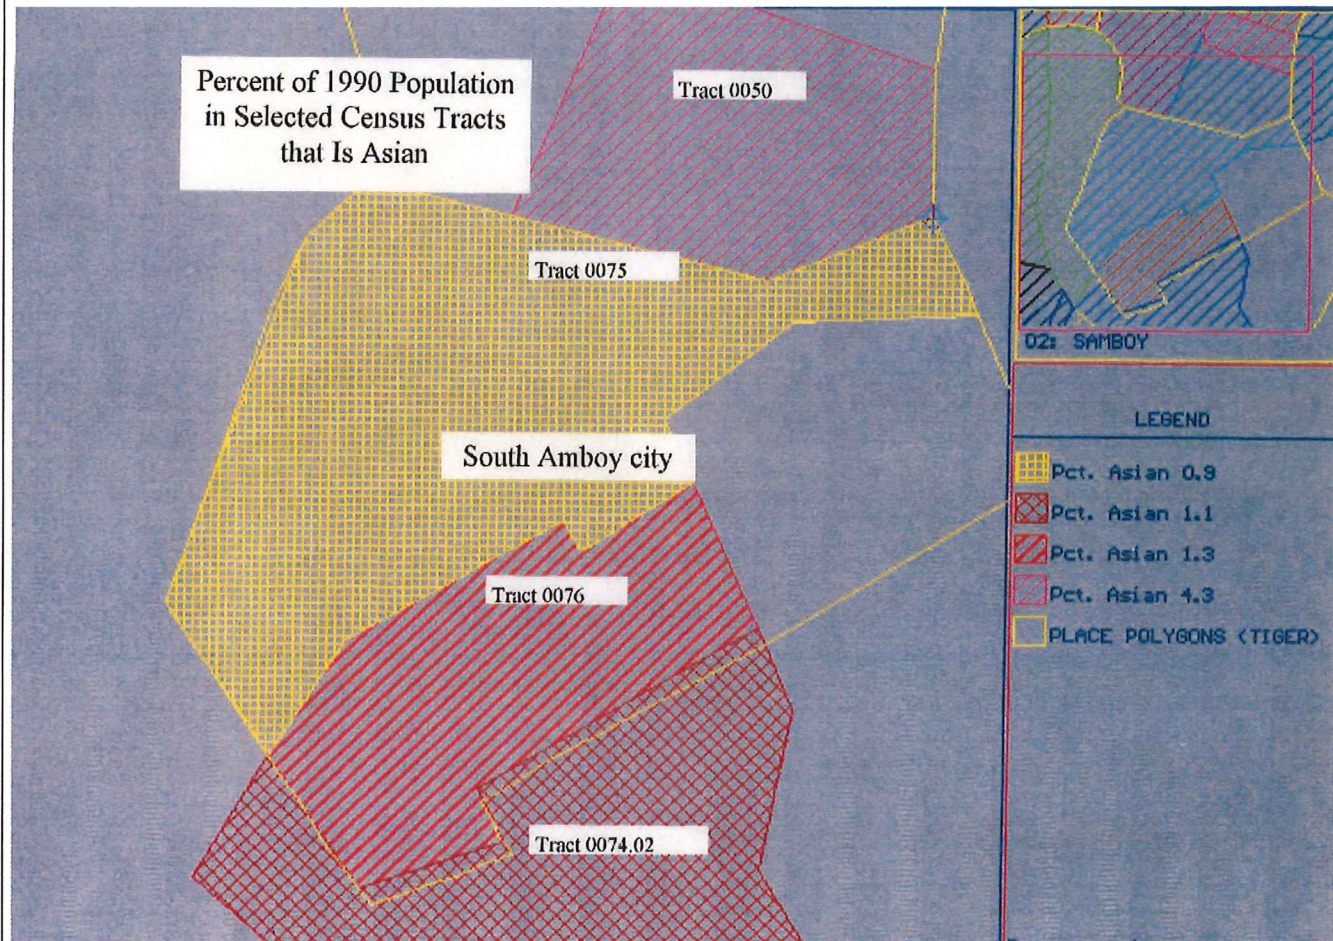 Percent of 1990 Population
in Selected Census Tracts
that Is Asian
Tract 0050
Tract 0075
South Amboy city
Tract 0076
Tract 0074.02
02: SAMBOY
LEGEND
Pct. Asian 0.9
Pct. Asian 1.1
Pct. Asian 1.3
Pct. Asian 4.3
PLACE POLYGONS (TIGER)